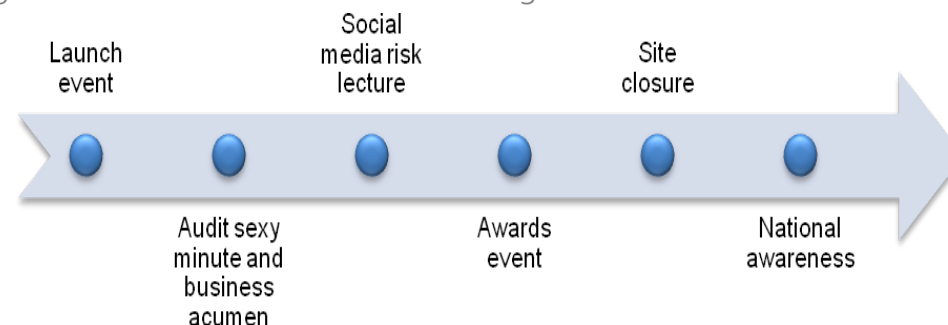 Launch
event
Audit sexy
minute and
business
acumen
Social
media risk
lecture
Awards
event
Site
closure
National
awareness